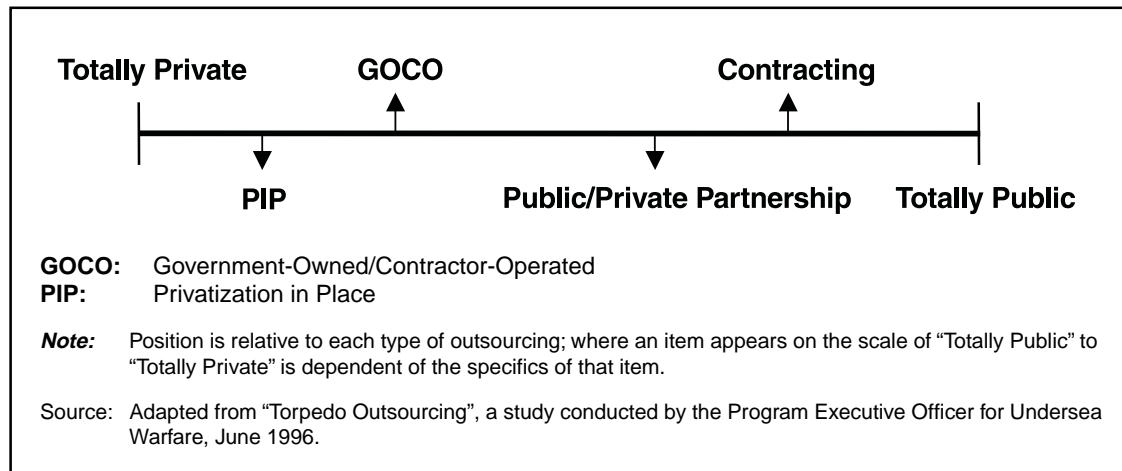 Totally Private GOCO Contracting
PIP Public/Private Partnership Totally Public
GOCO: Government-Owned/Contractor-Operated
PIP: Privatization in Place
Note: Position is relative to each type of outsourcing; where an item appears on the scale of “Totally Public” to
“Totally Private” is dependent of the specifics of that item.
Source: Adapted from “Torpedo Outsourcing”, a study conducted by the Program Executive Officer for Undersea
Warfare, June 1996.